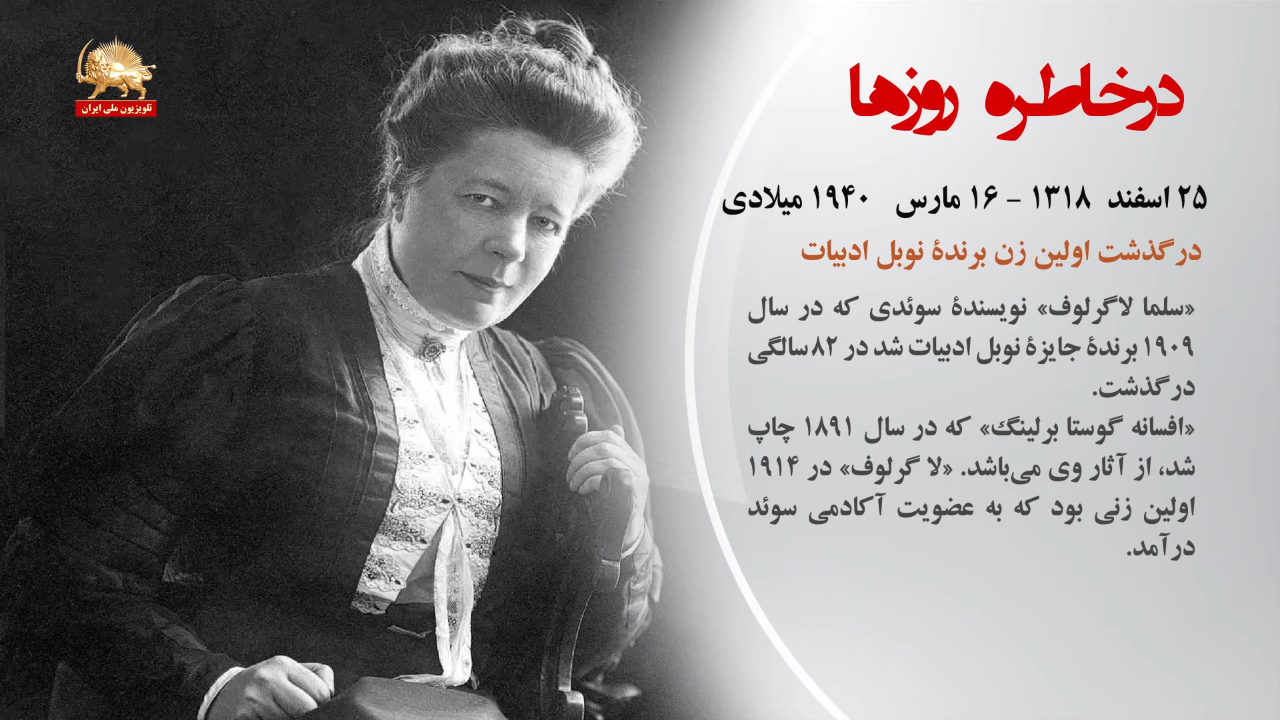 تلویزیون ملی ایران
درخاطره روزها
۲۵ اسفند ۱۳۱۸ - ۱۶ مارس ۱۹۴۰ میلادی
درگذشت اولین زن برندهٔ نوبل ادبیات
«سلما لاگرلوف» نویسندهٔ سوئدی که در سال
۱۹۰۹ برندهٔ جایزهٔ نوبل ادبیات شد در ۸۲ سالگی
درگذشت.
«افسانه گوستا برلینگ» که در سال ۱۸۹۱ چاپ
شد، از آثار وی می‌باشد. «لا گرلوف» در ۱۹۱۴
اولین زنی بود که به عضویت آکادمی سوئد
درآمد.